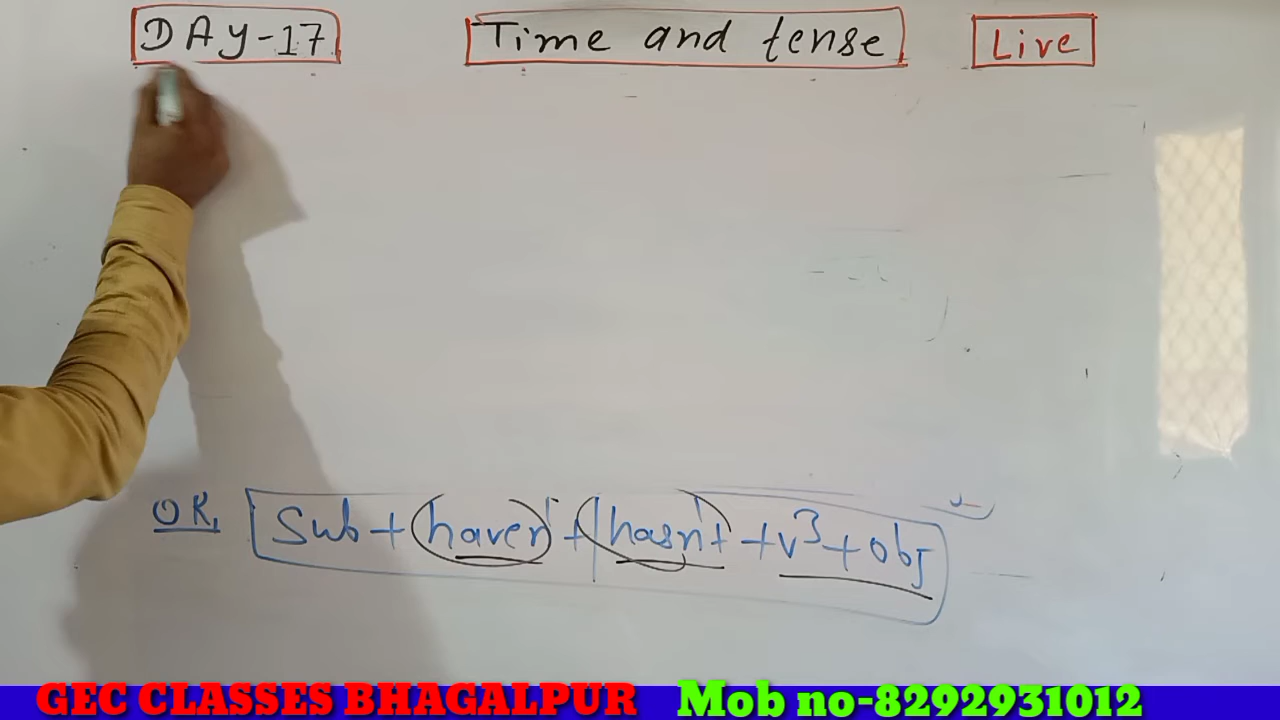 DAY-17 Time and tense Live
OR, Sub + haven't | hasn't + v³ + obj
GEC CLASSES BHAGALPUR Mob no-8292931012